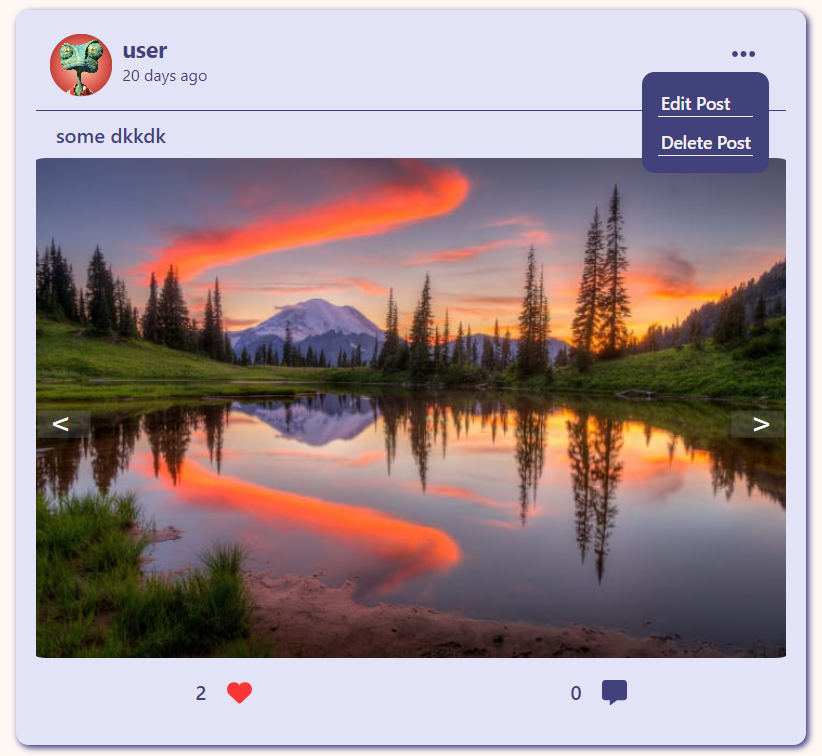 user
20 days ago
Edit Post
Delete Post
some dkkdk
<
>
2
0